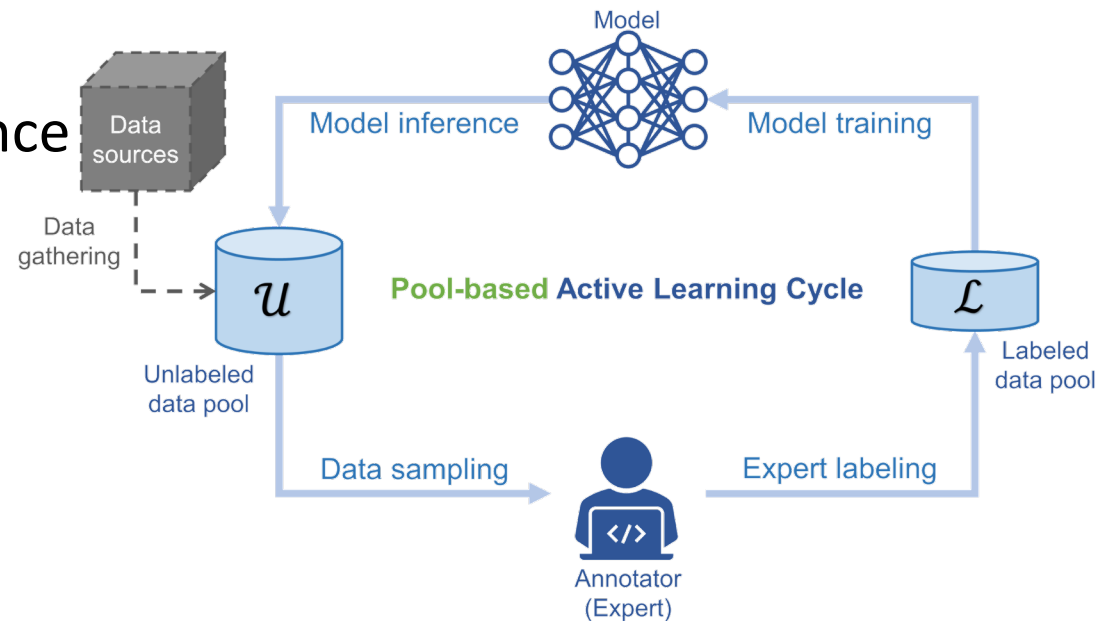 Model
Data
sources
Model inference
Model training
Data
gathering
𝒰
Pool-based Active Learning Cycle
ℒ
Unlabeled
data pool
Labeled
data pool
Data sampling
Expert labeling
</>
Annotator
(Expert)